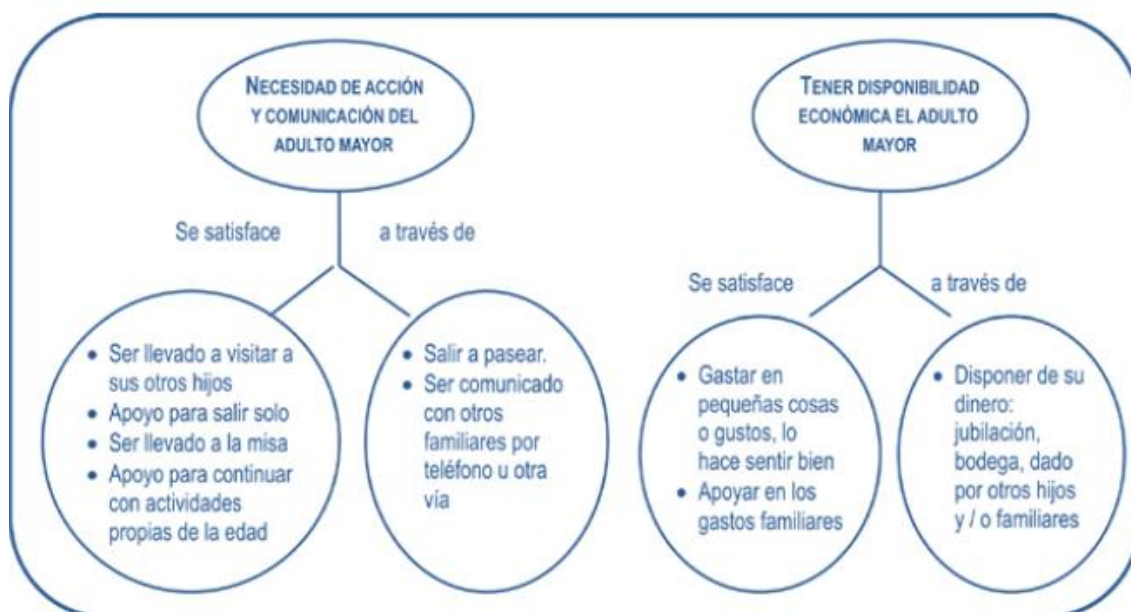 NECESIDAD DE ACCIÓN
Y COMUNICACIÓN DEL
ADULTO MAYOR
Se satisface a través de
• Ser llevado a visitar a
sus otros hijos
• Apoyo para salir solo
• Ser llevado a la misa
• Apoyo para continuar
con actividades
propias de la edad
• Salir a pasear.
• Ser comunicado
con otros
familiares por
teléfono u otra
vía
TENER DISPONIBILIDAD
ECONÓMICA EL ADULTO
MAYOR
Se satisface a través de
• Gastar en
pequeñas cosas
o gustos, lo
hace sentir bien
• Apoyar en los
gastos familiares
• Disponer de su
dinero:
jubilación,
bodega, dado
por otros hijos
y / o familiares